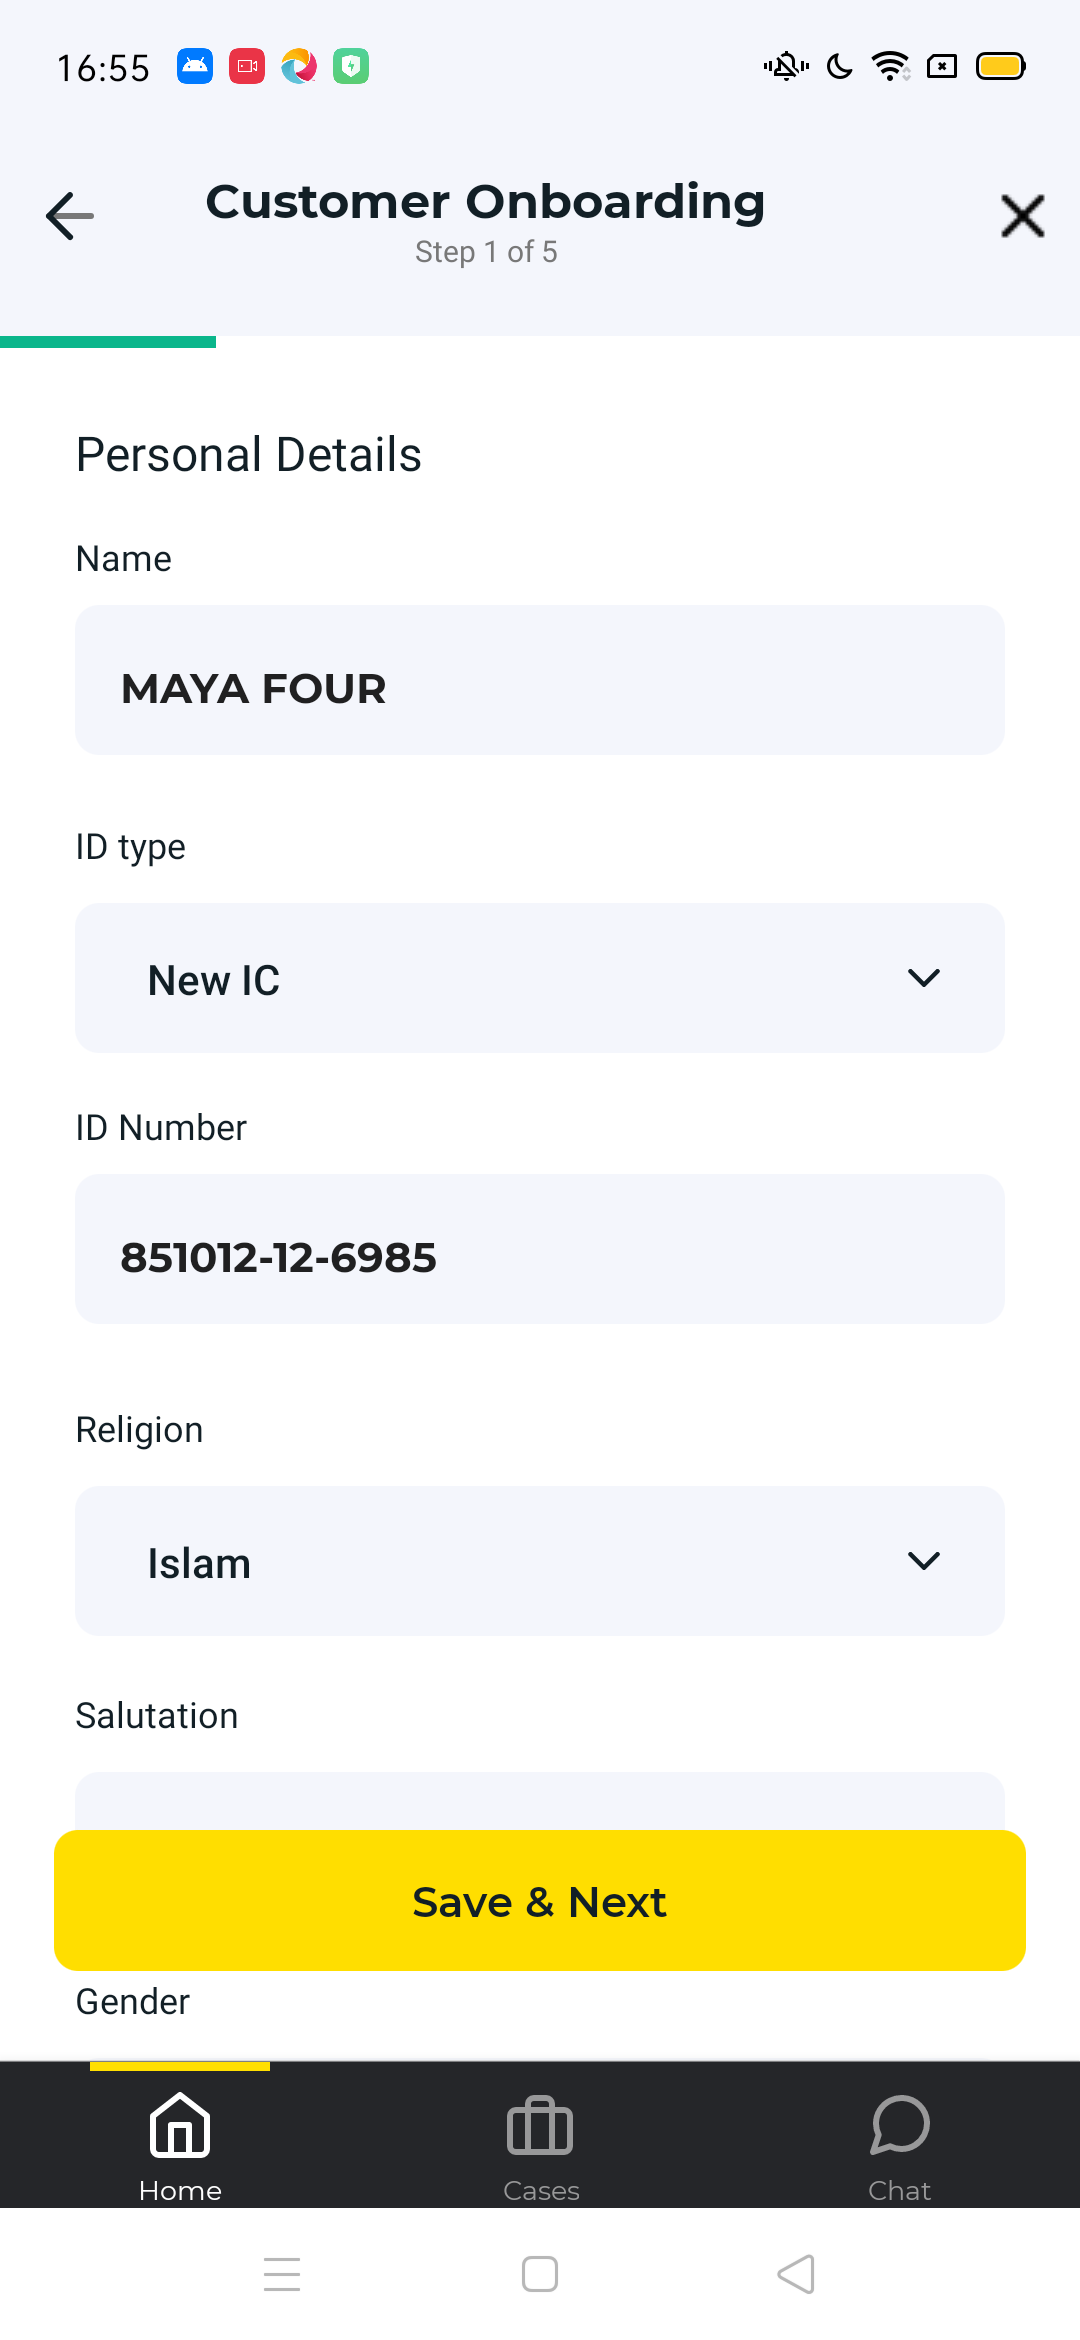 16:55
Customer Onboarding
Step 1 of 5
Personal Details
Name
MAYA FOUR
ID type
New IC
ID Number
851012-12-6985
Religion
Islam
Salutation
Save & Next
Gender
Home
Cases
Chat